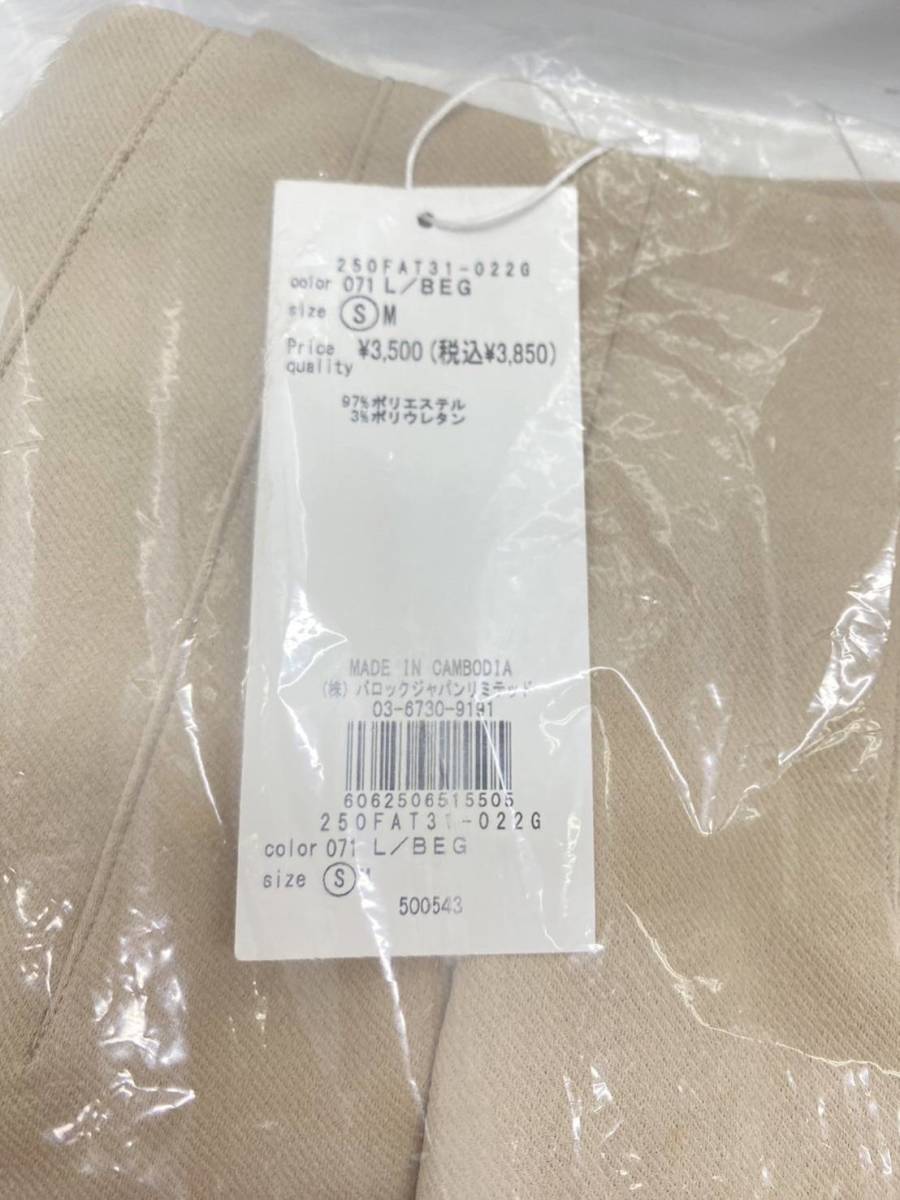 250FAT31-022G
color 071 L/BEG
size Ⓢ M
Price ¥3,500(税込¥3,850)
quality
97%ポリエステル
3%ポリウレタン
MADE IN CAMBODIA
(株)バロックジャパンリミテッド
03-6730-9191
6062506515505
250FAT31-022G
color 071 L/BEG
size Ⓢ M
500543